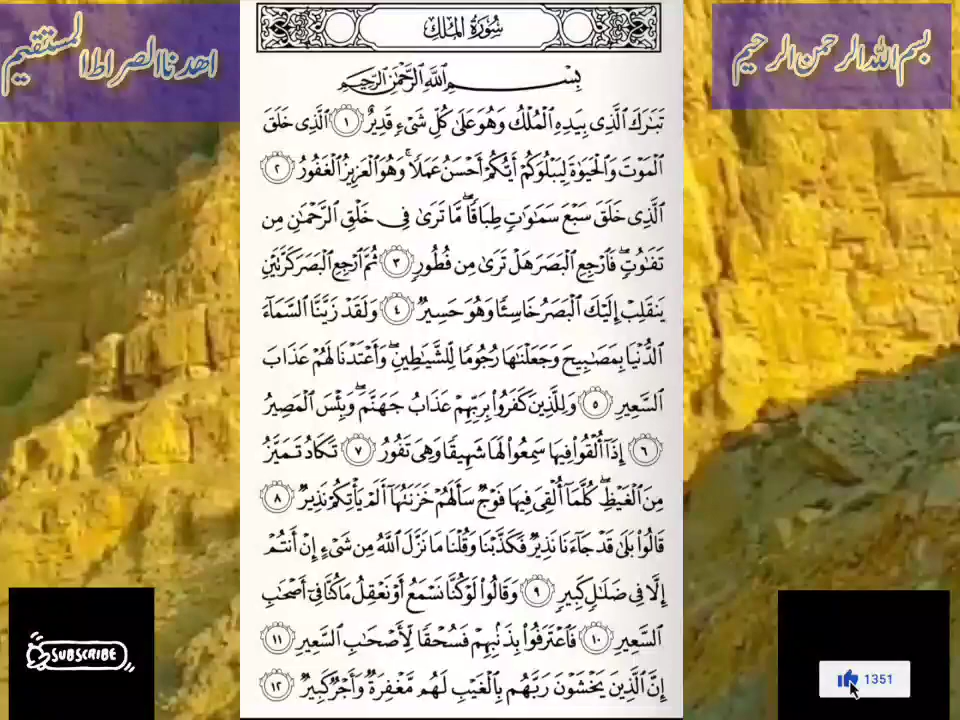 اهدنا الصراط المستقيم
بسم الله الرحمن الرحيم
سُورَةُ المُلْكِ
بِسْمِ ٱللَّهِ ٱلرَّحْمَٰنِ ٱلرَّحِيمِ
تَبَٰرَكَ ٱلَّذِى بِيَدِهِ ٱلْمُلْكُ وَهُوَ عَلَىٰ كُلِّ شَىْءٍ قَدِيرٌ ١ ٱلَّذِى خَلَقَ
ٱلْمَوْتَ وَٱلْحَيَوٰةَ لِيَبْلُوَكُمْ أَيُّكُمْ أَحْسَنُ عَمَلًا ۚ وَهُوَ ٱلْعَزِيزُ ٱلْغَفُورُ ٢
ٱلَّذِى خَلَقَ سَبْعَ سَمَٰوَٰتٍ طِبَاقًا ۖ مَّا تَرَىٰ فِى خَلْقِ ٱلرَّحْمَٰنِ مِن
تَفَٰوُتٍ ۖ فَٱرْجِعِ ٱلْبَصَرَ هَلْ تَرَىٰ مِن فُطُورٍ ٣ ثُمَّ ٱرْجِعِ ٱلْبَصَرَ كَرَّتَيْنِ
يَنقَلِبْ إِلَيْكَ ٱلْبَصَرُ خَاسِئًا وَهُوَ حَسِيرٌ ٤ وَلَقَدْ زَيَّنَّا ٱلسَّمَآءَ
ٱلدُّنْيَا بِمَصَٰبِيحَ وَجَعَلْنَٰهَا رُجُومًا لِّلشَّيَٰطِينِ ۖ وَأَعْتَدْنَا لَهُمْ عَذَابَ
ٱلسَّعِيرِ ٥ وَلِلَّذِينَ كَفَرُوا۟ بِرَبِّهِمْ عَذَابُ جَهَنَّمَ ۖ وَبِئْسَ ٱلْمَصِيرُ
٦ إِذَآ أُلْقُوا۟ فِيهَا سَمِعُوا۟ لَهَا شَهِيقًا وَهِىَ تَفُورُ ٧ تَكَادُ تَمَيَّزُ
مِنَ ٱلْغَيْظِ ۖ كُلَّمَآ أُلْقِىَ فِيهَا فَوْجٌ سَأَلَهُمْ خَزَنَتُهَآ أَلَمْ يَأْتِكُمْ نَذِيرٌ ٨
قَالُوا۟ بَلَىٰ قَدْ جَآءَنَا نَذِيرٌ فَكَذَّبْنَا وَقُلْنَا مَا نَزَّلَ ٱللَّهُ مِن شَىْءٍ إِنْ أَنتُمْ
إِلَّا فِى ضَلَٰلٍ كَبِيرٍ ٩ وَقَالُوا۟ لَوْ كُنَّا نَسْمَعُ أَوْ نَعْقِلُ مَا كُنَّا فِىٓ أَصْحَٰبِ
ٱلسَّعِيرِ ١٠ فَٱعْتَرَفُوا۟ بِذَنۢبِهِمْ فَسُحْقًا لِّأَصْحَٰبِ ٱلسَّعِيرِ ١١
إِنَّ ٱلَّذِينَ يَخْشَوْنَ رَبَّهُم بِٱلْغَيْبِ لَهُم مَّغْفِرَةٌ وَأَجْرٌ كَبِيرٌ ١٢
SUBSCRIBE
1351